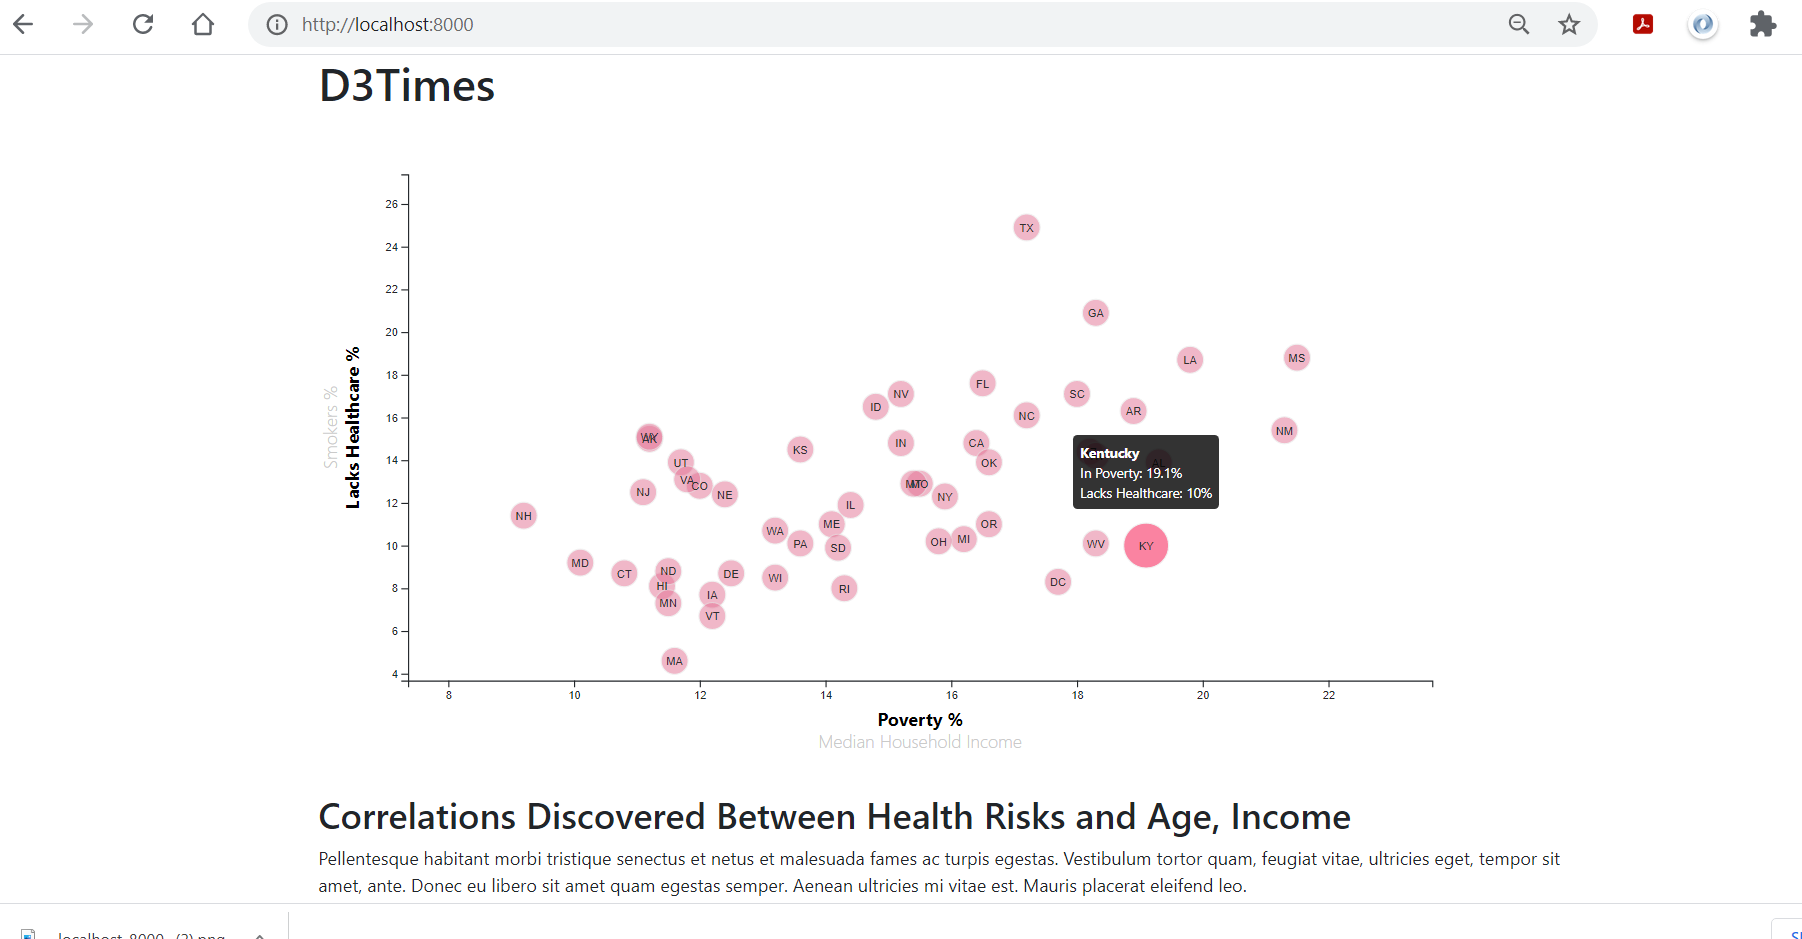 http://localhost:8000
D3Times
26
24
22
20
18
16
14
12
10
8
6
4
Smokers %
Lacks Healthcare %
TX
GA
LA
MS
FL
NV
SC
ID
NC
AR
NM
WY
AK
KS
IN
CA
OK
UT
VA
CO
NJ
NE
MT
MO
NY
IL
NH
WA
ME
OR
PA
SD
OH
MI
WV
KY
MD
CT
ND
HI
DE
WI
RI
DC
MN
IA
VT
MA
AL
Kentucky
In Poverty: 19.1%
Lacks Healthcare: 10%
8
10
12
14
16
18
20
22
Poverty %
Median Household Income
Correlations Discovered Between Health Risks and Age, Income
Pellentesque habitant morbi tristique senectus et netus et malesuada fames ac turpis egestas. Vestibulum tortor quam, feugiat vitae, ultricies eget, tempor sit
amet, ante. Donec eu libero sit amet quam egestas semper. Aenean ultricies mi vitae est. Mauris placerat eleifend leo.
localhost_8000_ (3).png